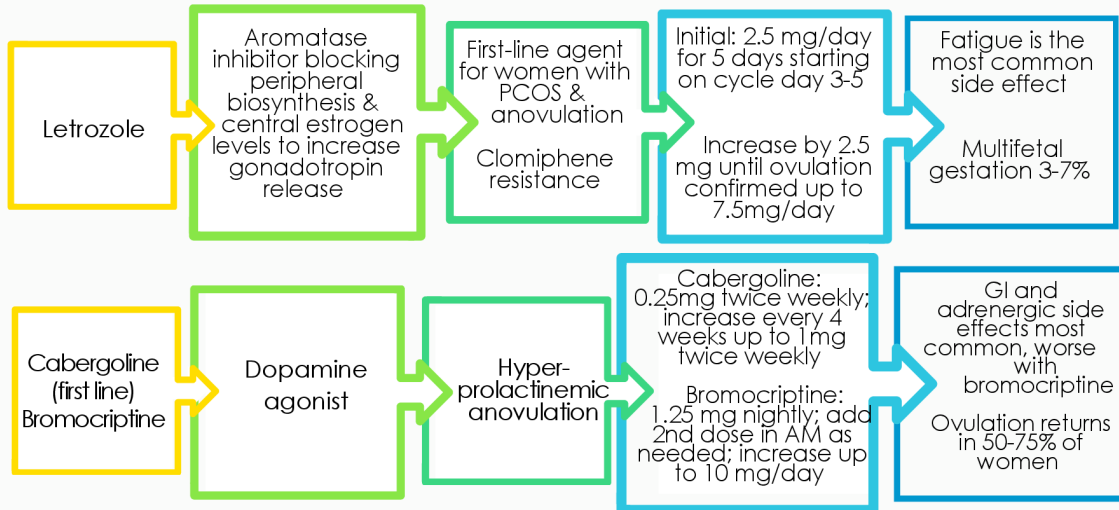 Letrozole
Aromatase
inhibitor blocking
peripheral
biosynthesis &
central estrogen
levels to increase
gonadotropin
release
First-line agent
for women with
PCOS &
anovulation
Clomiphene
resistance
Initial: 2.5 mg/day
for 5 days starting
on cycle day 3-5
Increase by 2.5
mg until ovulation
confirmed up to
7.5mg/day
Fatigue is the
most common
side effect
Multifetal
gestation 3-7%
Cabergoline
(first line)
Bromocriptine
Dopamine
agonist
Hyper-
prolactinemic
anovulation
Cabergoline:
0.25mg twice weekly;
increase every 4
weeks up to 1mg
twice weekly
Bromocriptine:
1.25 mg nightly; add
2nd dose in AM as
needed; increase up
to 10 mg/day
GI and
adrenergic side
effects most
common, worse
with
bromocriptine
Ovulation returns
in 50-75% of
women